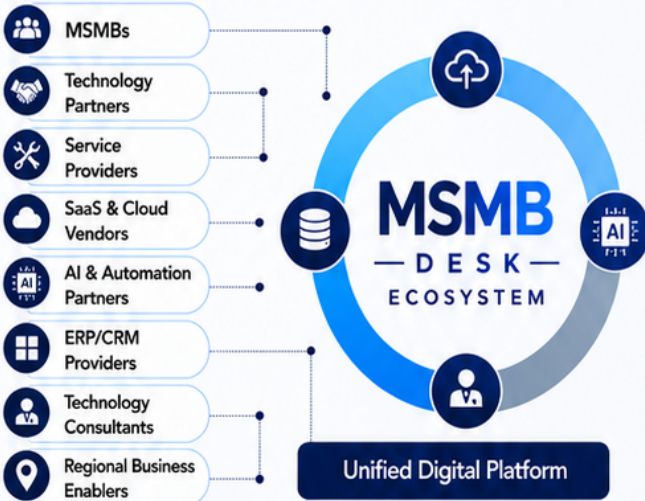 MSMBs
Technology
Partners
Service
Providers
SaaS & Cloud
Vendors
AI
AI & Automation
Partners
ERP/CRM
Providers
Technology
Consultants
Regional Business
Enablers
MSMB
DESK
ECOSYSTEM
AI
Unified Digital Platform